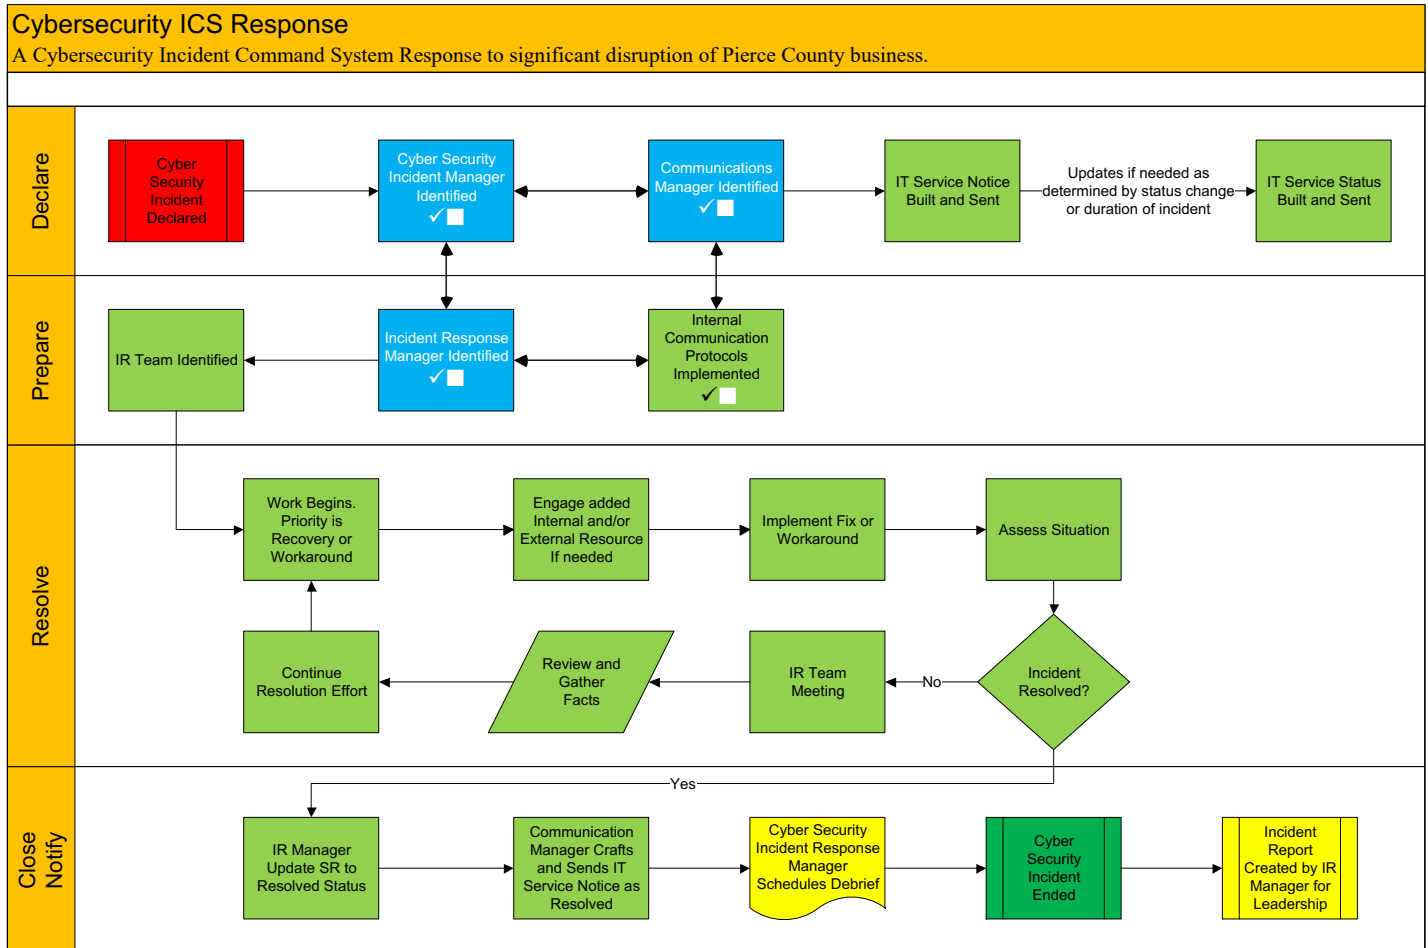 Cybersecurity ICS Response
A Cybersecurity Incident Command System Response to significant disruption of Pierce County business.
Declare
Cyber
Security
Incident
Declared
Cyber Security
Incident Manager
Identified
✓
Communications
Manager Identified
✓
IT Service Notice
Built and Sent
Updates if needed as
determined by status change
or duration of incident
IT Service Status
Built and Sent
Prepare
IR Team Identified
Incident Response
Manager Identified
✓
Internal
Communication
Protocols
Implemented
✓
Resolve
Work Begins.
Priority is
Recovery or
Workaround
Engage added
Internal and/or
External Resource
If needed
Implement Fix or
Workaround
Assess Situation
Continue
Resolution Effort
Review and
Gather
Facts
IR Team
Meeting
No
Incident
Resolved?
Yes
Close
Notify
IR Manager
Update SR to
Resolved Status
Communication
Manager Crafts
and Sends IT
Service Notice as
Resolved
Cyber Security
Incident Response
Manager
Schedules Debrief
Cyber
Security
Incident
Ended
Incident
Report
Created by IR
Manager for
Leadership